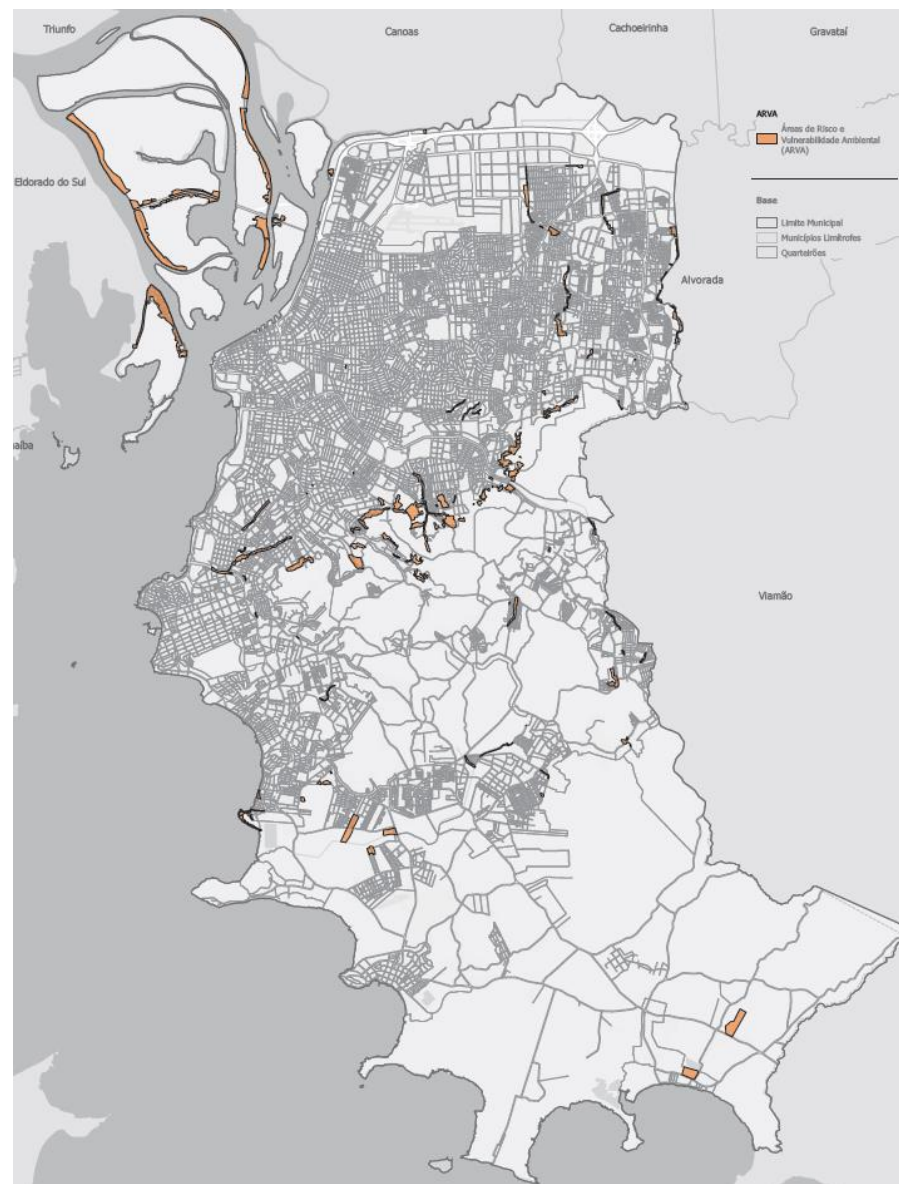 Triunfo
Canoas
Cachoeirinha
Gravataí
ARVA
Áreas de Risco e
Vulnerabilidade Ambiental
(ARVA)
Eldorado do Sul
Base
Limite Municipal
Municípios Limítrofes
Quarteirões
Alvorada
aíba
Viamão